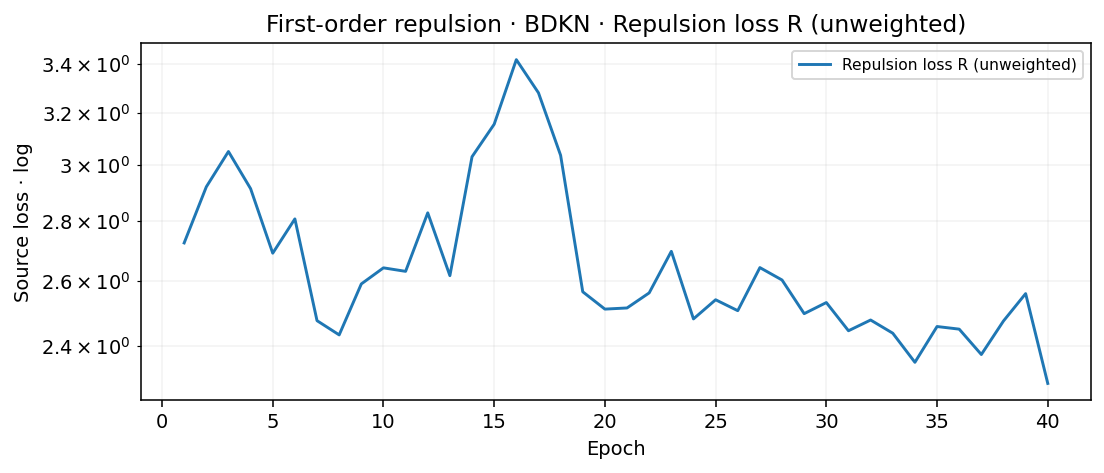 First-order repulsion · BDKN · Repulsion loss R (unweighted)
Repulsion loss R (unweighted)
Source loss · log
3.4 × 10⁰
3.2 × 10⁰
3 × 10⁰
2.8 × 10⁰
2.6 × 10⁰
2.4 × 10⁰
0 5 10 15 20 25 30 35 40
Epoch